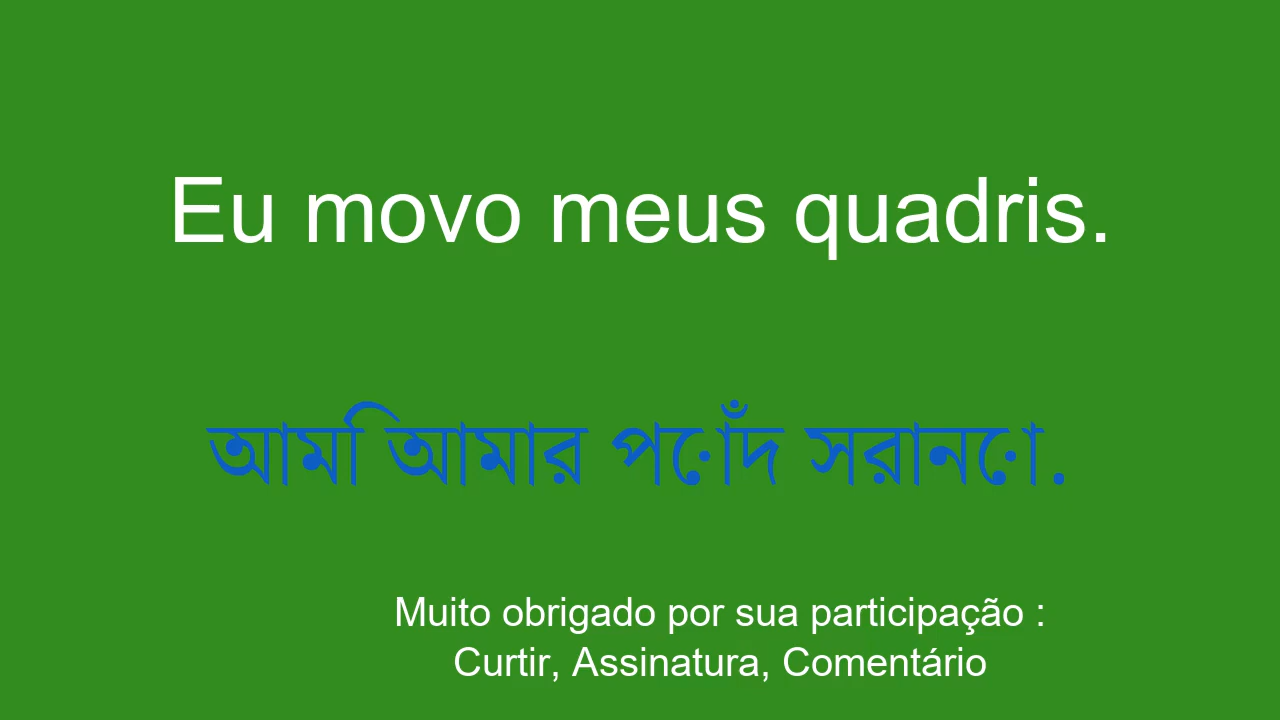 Eu movo meus quadris.
আমি আমার পোঁদ সরানো.
Muito obrigado por sua participação :
Curtir, Assinatura, Comentário